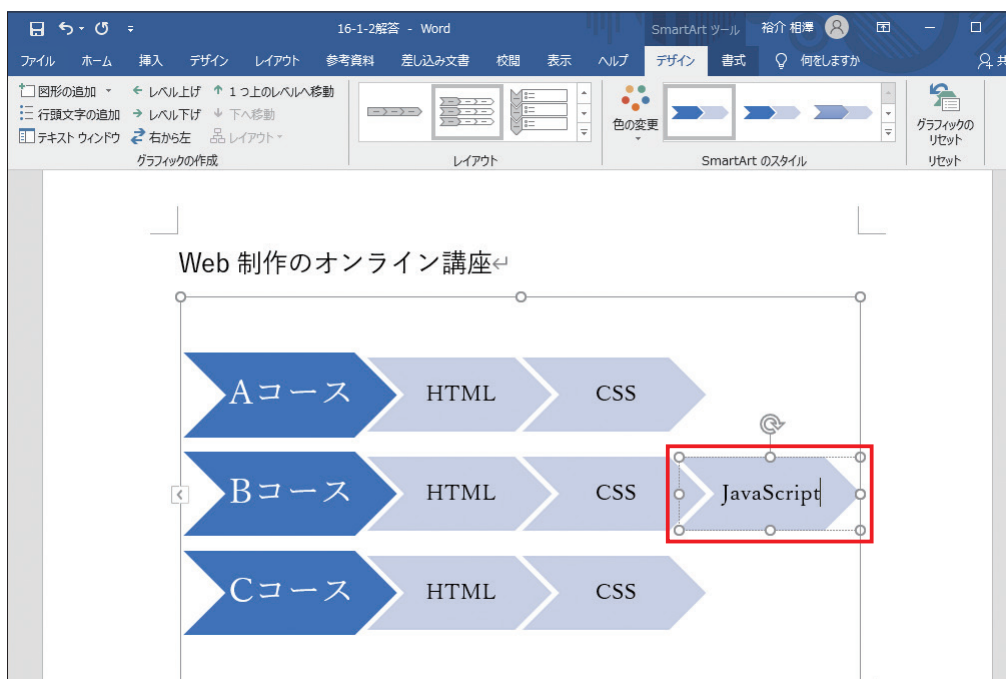 16-1-2解答 - Word
SmartArt ツール
裕介 相澤
ファイル ホーム 挿入 デザイン レイアウト 参考資料 差し込み文書 校閲 表示 ヘルプ デザイン 書式 何をしますか 共
図形の追加 レベル上げ 1つ上のレベルへ移動
行頭文字の追加 レベル下げ 下へ移動
テキスト ウィンドウ 右から左 レイアウト
色の変更
グラフィックの
リセット
グラフィックの作成 レイアウト SmartArt のスタイル リセット
Web 制作のオンライン講座↵
Aコース HTML CSS
Bコース HTML CSS JavaScript
Cコース HTML CSS